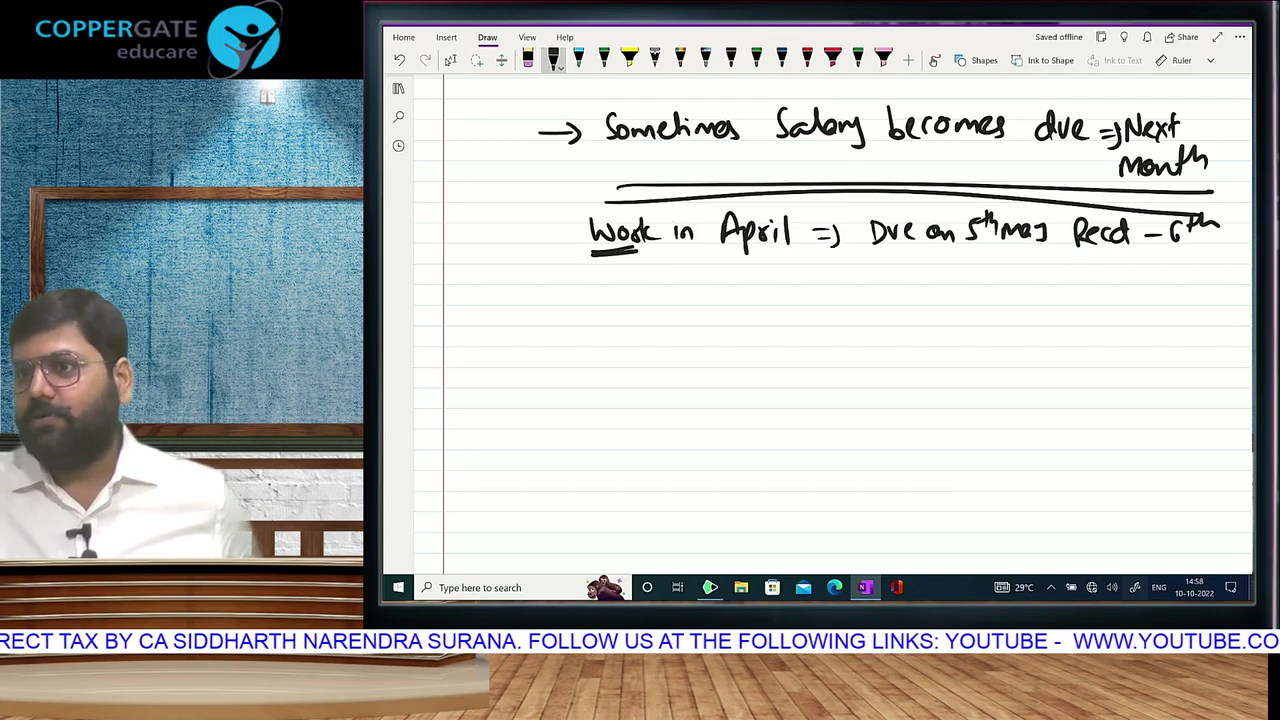 COPPERGATE
educare
Home Insert Draw View Help
Saved offline
Share
Shapes
Ink to Shape
Ink to Text
Ruler
→ Sometimes Salary becomes due ⇒ Next
Month
Work in April ⇒ Due on 5th May Recd - 6th
Type here to search
29°C
ENG
14:58
10-10-2022
RECT TAX BY CA SIDDHARTH NARENDRA SURANA. FOLLOW US AT THE FOLLOWING LINKS: YOUTUBE - WWW.YOUTUBE.CO